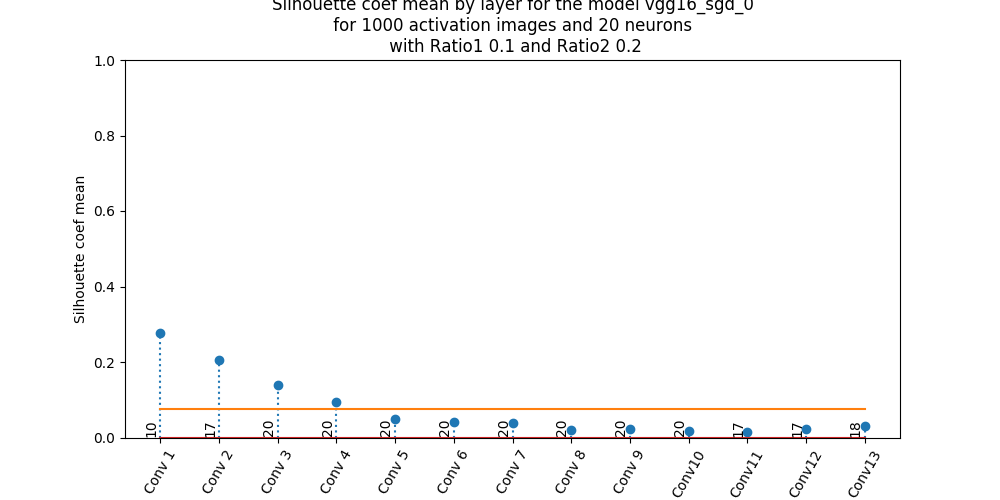 Silhouette coef mean by layer for the model vgg16_sgd_0
for 1000 activation images and 20 neurons
with Ratio1 0.1 and Ratio2 0.2
1.0
0.8
0.6
0.4
0.2
0.0
Silhouette coef mean
10
17
20
20
20
20
20
20
20
20
17
17
18
Conv 1
Conv 2
Conv 3
Conv 4
Conv 5
Conv 6
Conv 7
Conv 8
Conv 9
Conv10
Conv11
Conv12
Conv13